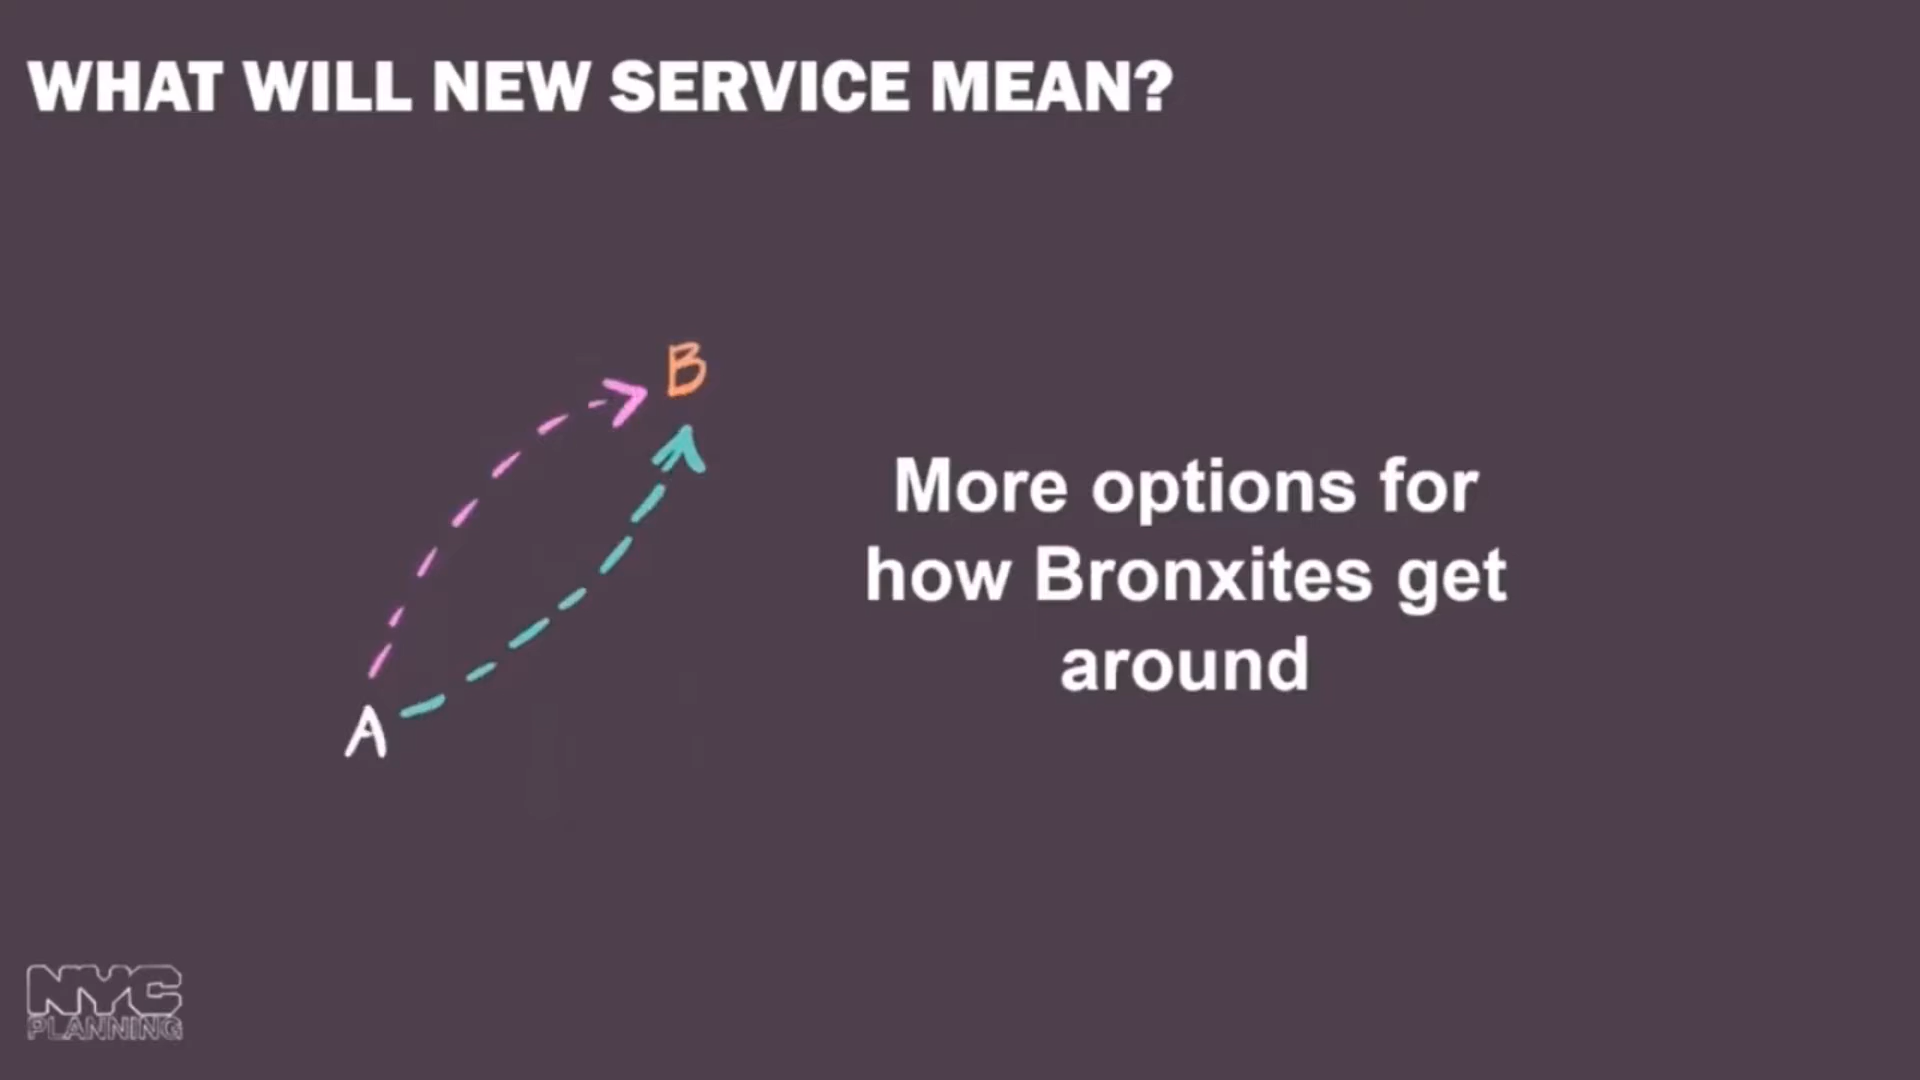 WHAT WILL NEW SERVICE MEAN?
B
More options for
how Bronxites get
around
A
NYC
PLANNING